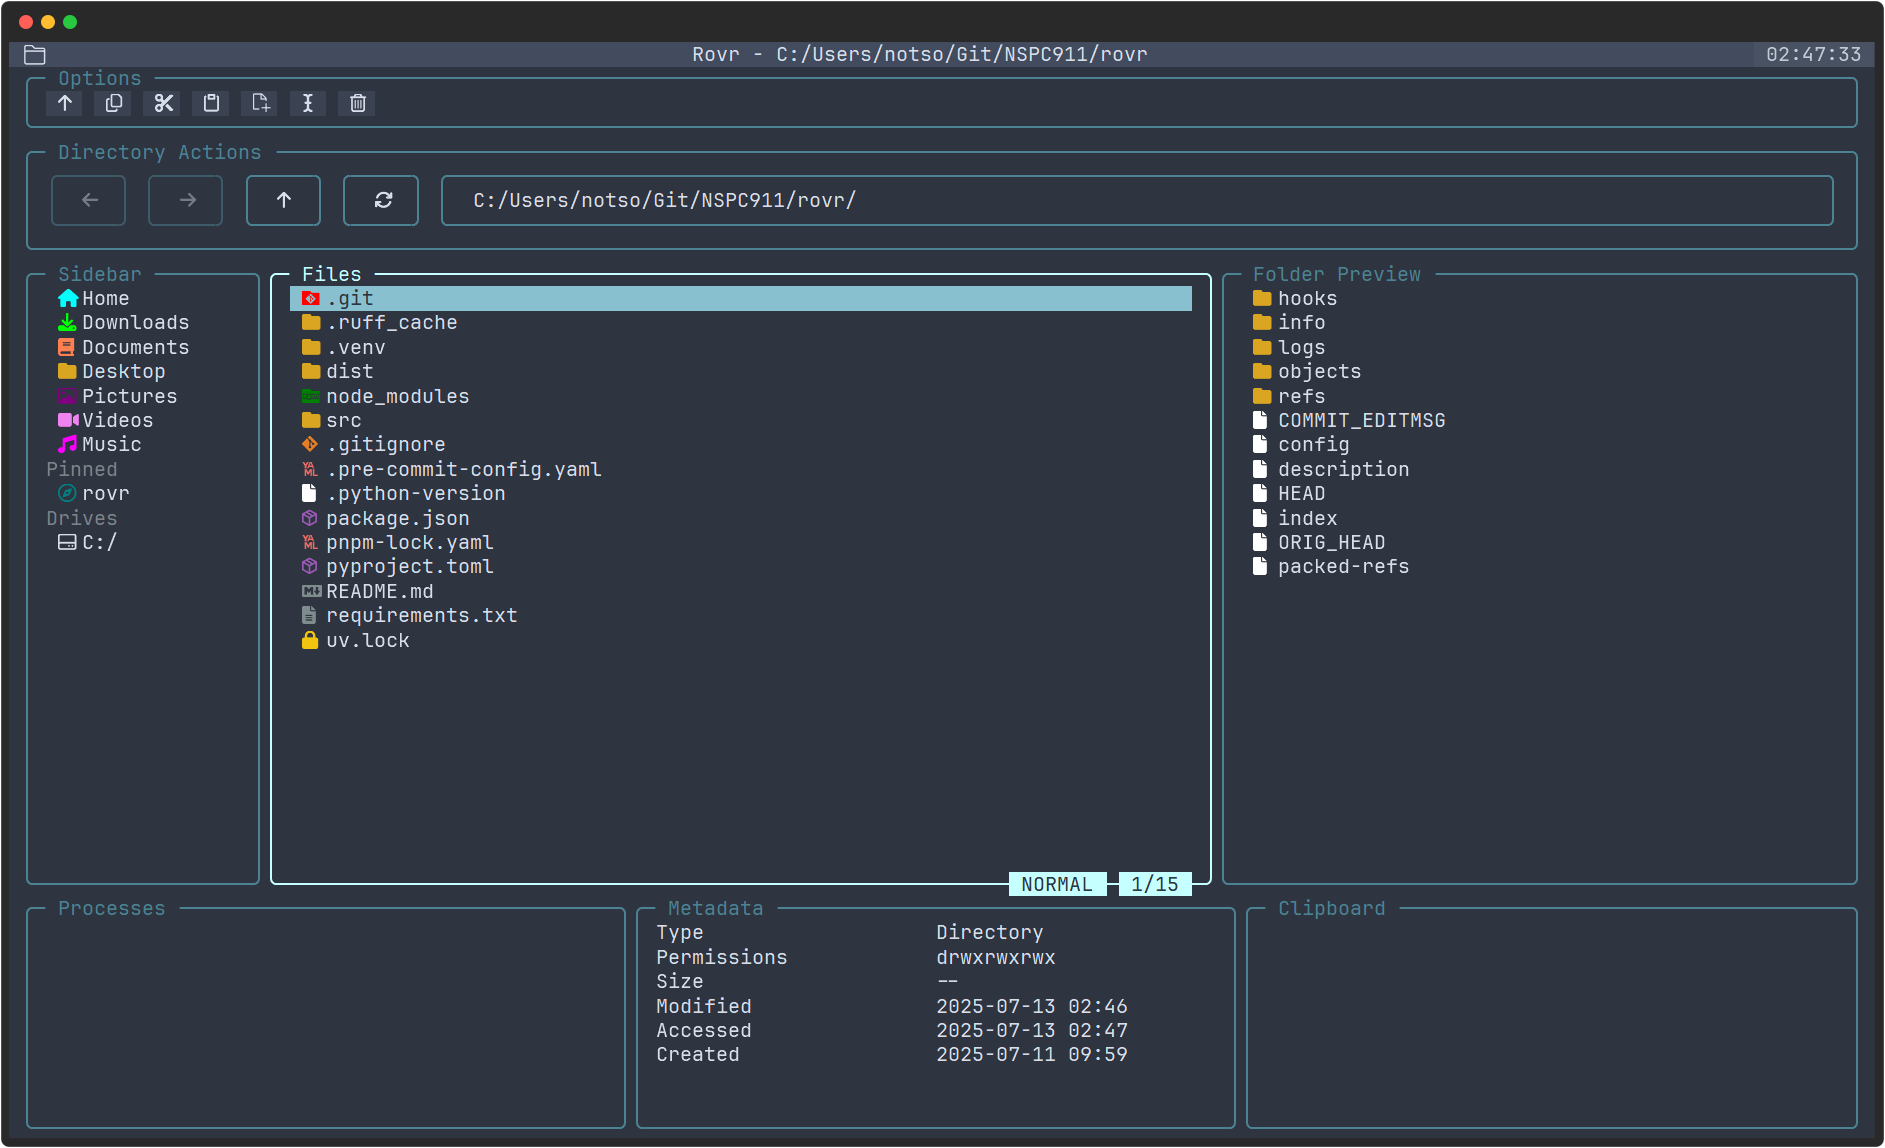 Rovr - C:/Users/notso/Git/NSPC911/rovr
02:47:33
Options
Directory Actions
C:/Users/notso/Git/NSPC911/rovr/
Sidebar
Home
Downloads
Documents
Desktop
Pictures
Videos
Music
Pinned
rovr
Drives
C:/
Files
.git
.ruff_cache
.venv
dist
node_modules
src
.gitignore
.pre-commit-config.yaml
.python-version
package.json
pnpm-lock.yaml
pyproject.toml
README.md
requirements.txt
uv.lock
NORMAL 1/15
Folder Preview
hooks
info
logs
objects
refs
COMMIT_EDITMSG
config
description
HEAD
index
ORIG_HEAD
packed-refs
Processes
Metadata
Type Directory
Permissions drwxrwxrwx
Size --
Modified 2025-07-13 02:46
Accessed 2025-07-13 02:47
Created 2025-07-11 09:59
Clipboard